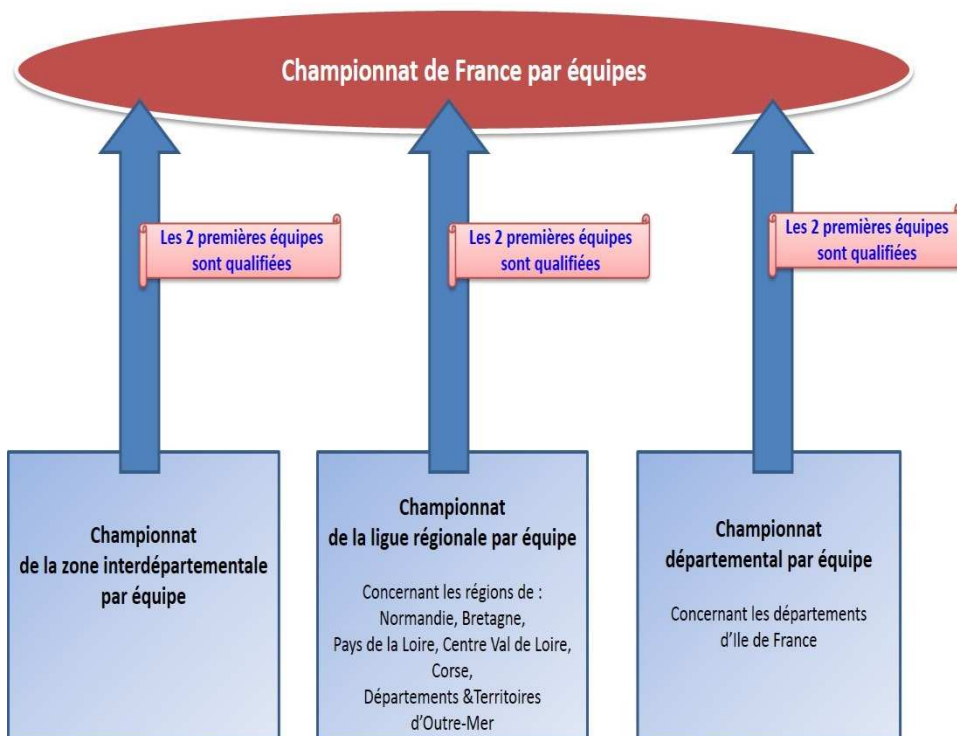 Championnat de France par équipes
Les 2 premières équipes
sont qualifiées
Les 2 premières équipes
sont qualifiées
Les 2 premières équipes
sont qualifiées
Championnat
de la zone interdépartementale
par équipe
Championnat
de la ligue régionale par équipe
Concernant les régions de :
Normandie, Bretagne,
Pays de la Loire, Centre Val de Loire,
Corse,
Départements &Territoires
d'Outre-Mer
Championnat
départemental par équipe
Concernant les départements
d'Ile de France